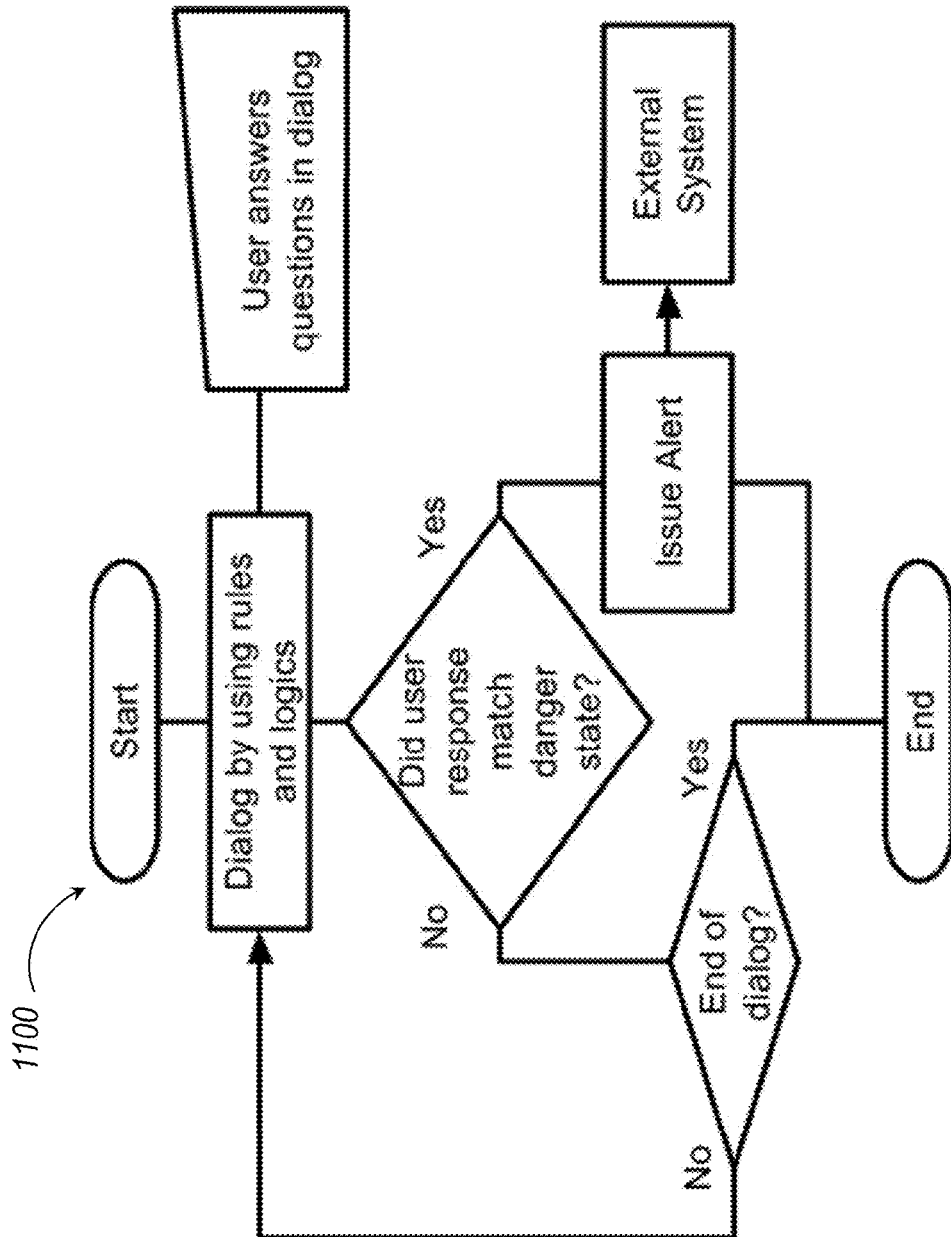 1100
Start
Dialog by using rules
and logics
User answers
questions in dialog
Did user
response
match
danger
state?
No
Yes
Issue Alert
External
System
End of
dialog?
No
Yes
End